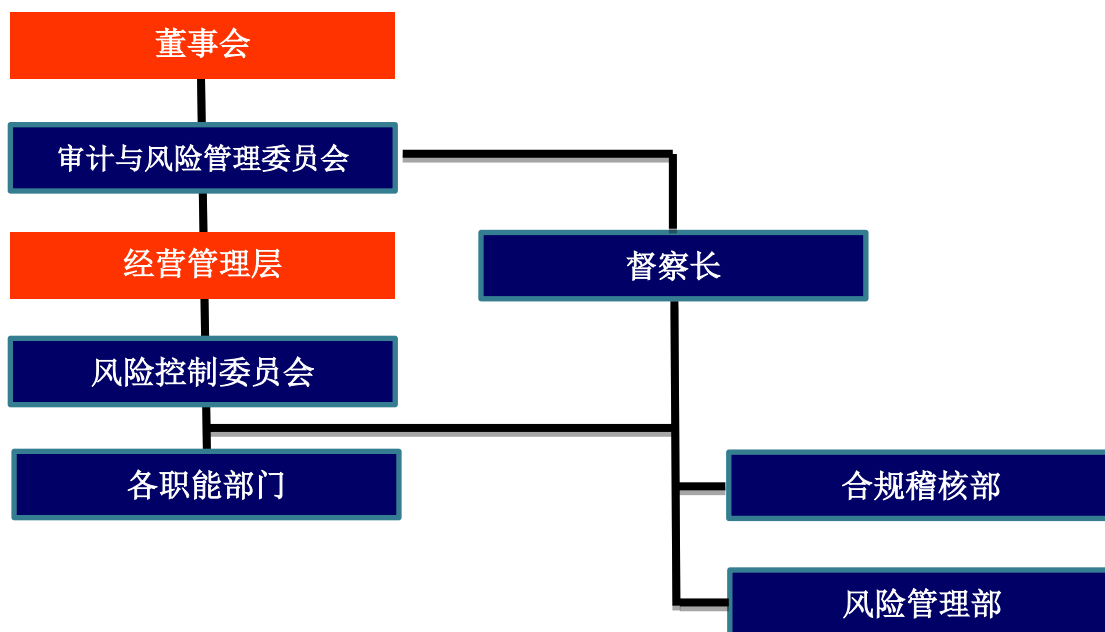 董事会
审计与风险管理委员会
经营管理层
督察长
风险控制委员会
各职能部门
合规稽核部
风险管理部